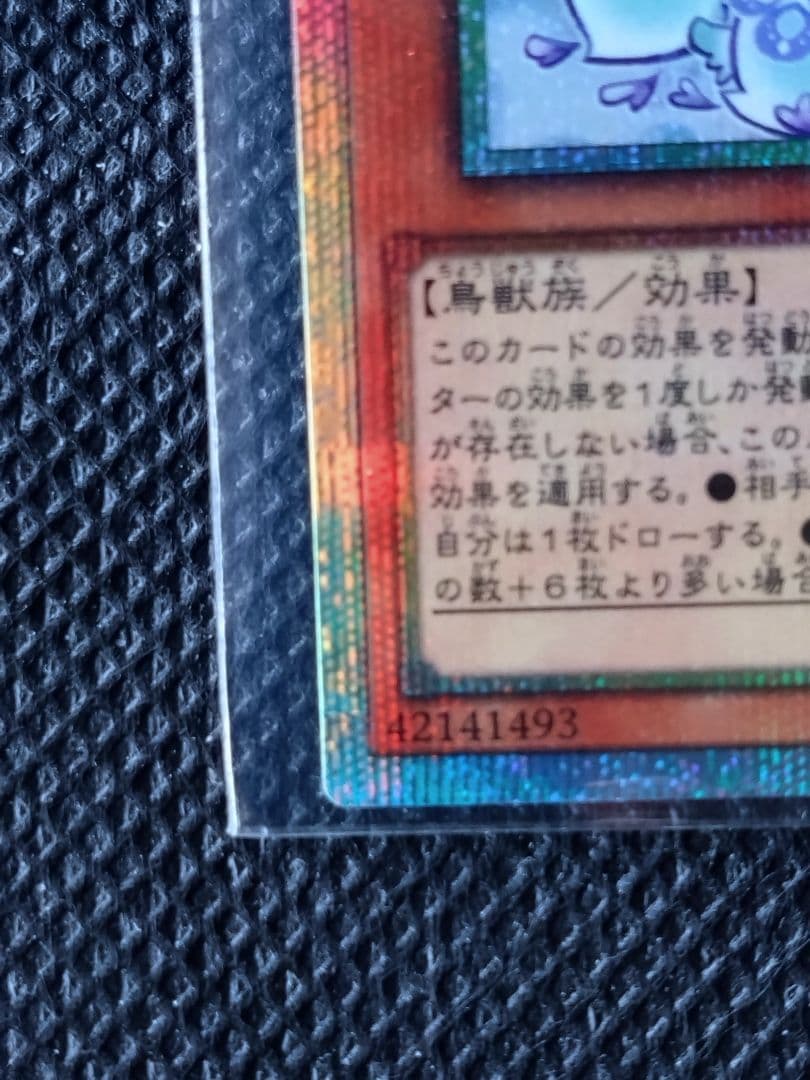 【鳥獣族／効果】
このカードの効果を発動
ターの効果を1度しか発動
が存在しない場合、この
効果を適用する。●相手
自分は1枚ドローする。●
の数＋6枚より多い場合
42141493